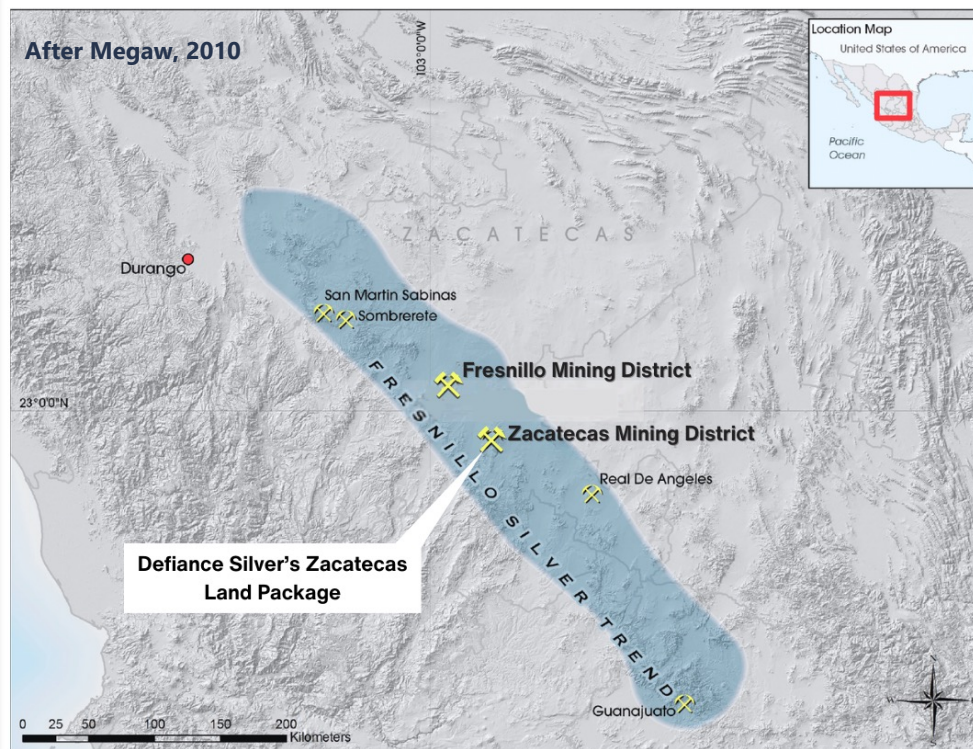 After Megaw, 2010
103°0'0"W
Location Map
United States of America
Pacific
Ocean
ZACATECAS
Durango
San Martin Sabinas
Sombrerete
Fresnillo Mining District
23°0'0"N
Zacatecas Mining District
Real De Angeles
FRESNILLO SILVER TREND
Defiance Silver's Zacatecas
Land Package
Guanajuato
0 25 50 100 150 200
Kilometers